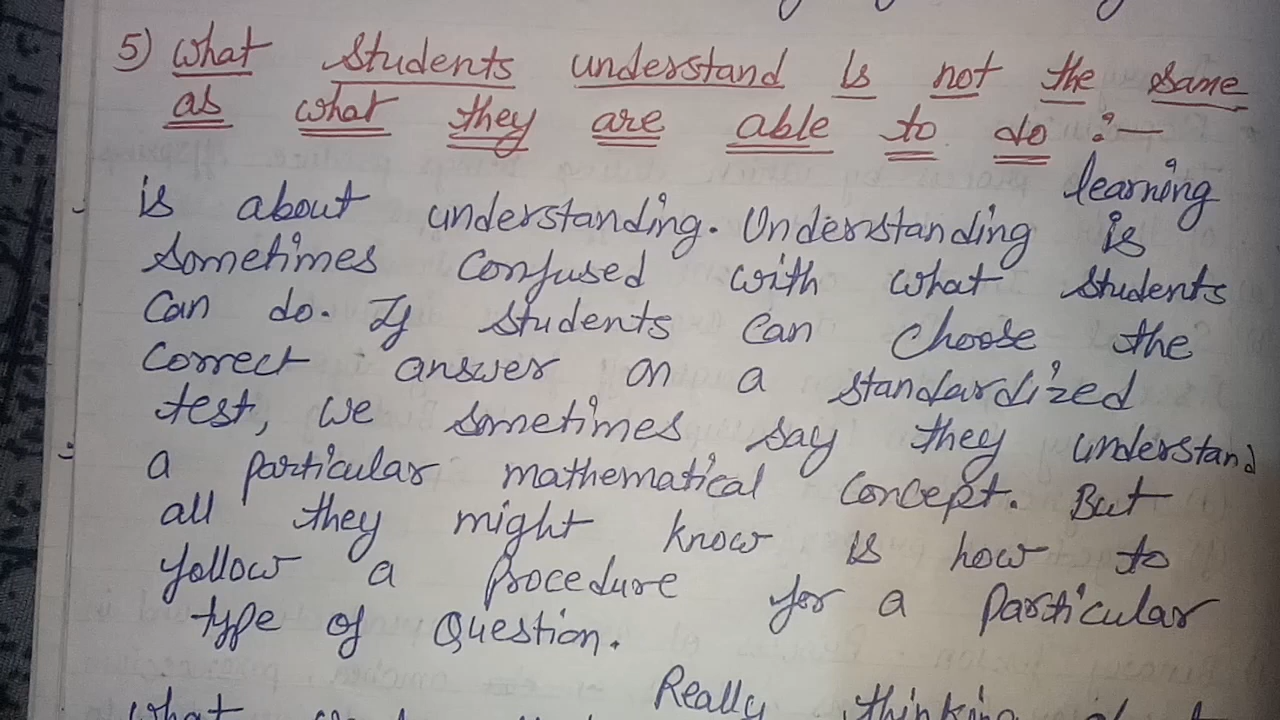 5) What students understand is not the same
as what they are able to do :—
learning
is about understanding. Understanding is
sometimes confused with what students
can do. If students can choose the
correct answer on a standardized
test, we sometimes say they understand
a particular mathematical concept. But
all they might know is how to
follow a procedure for a particular
type of Question.
Really thinking
what